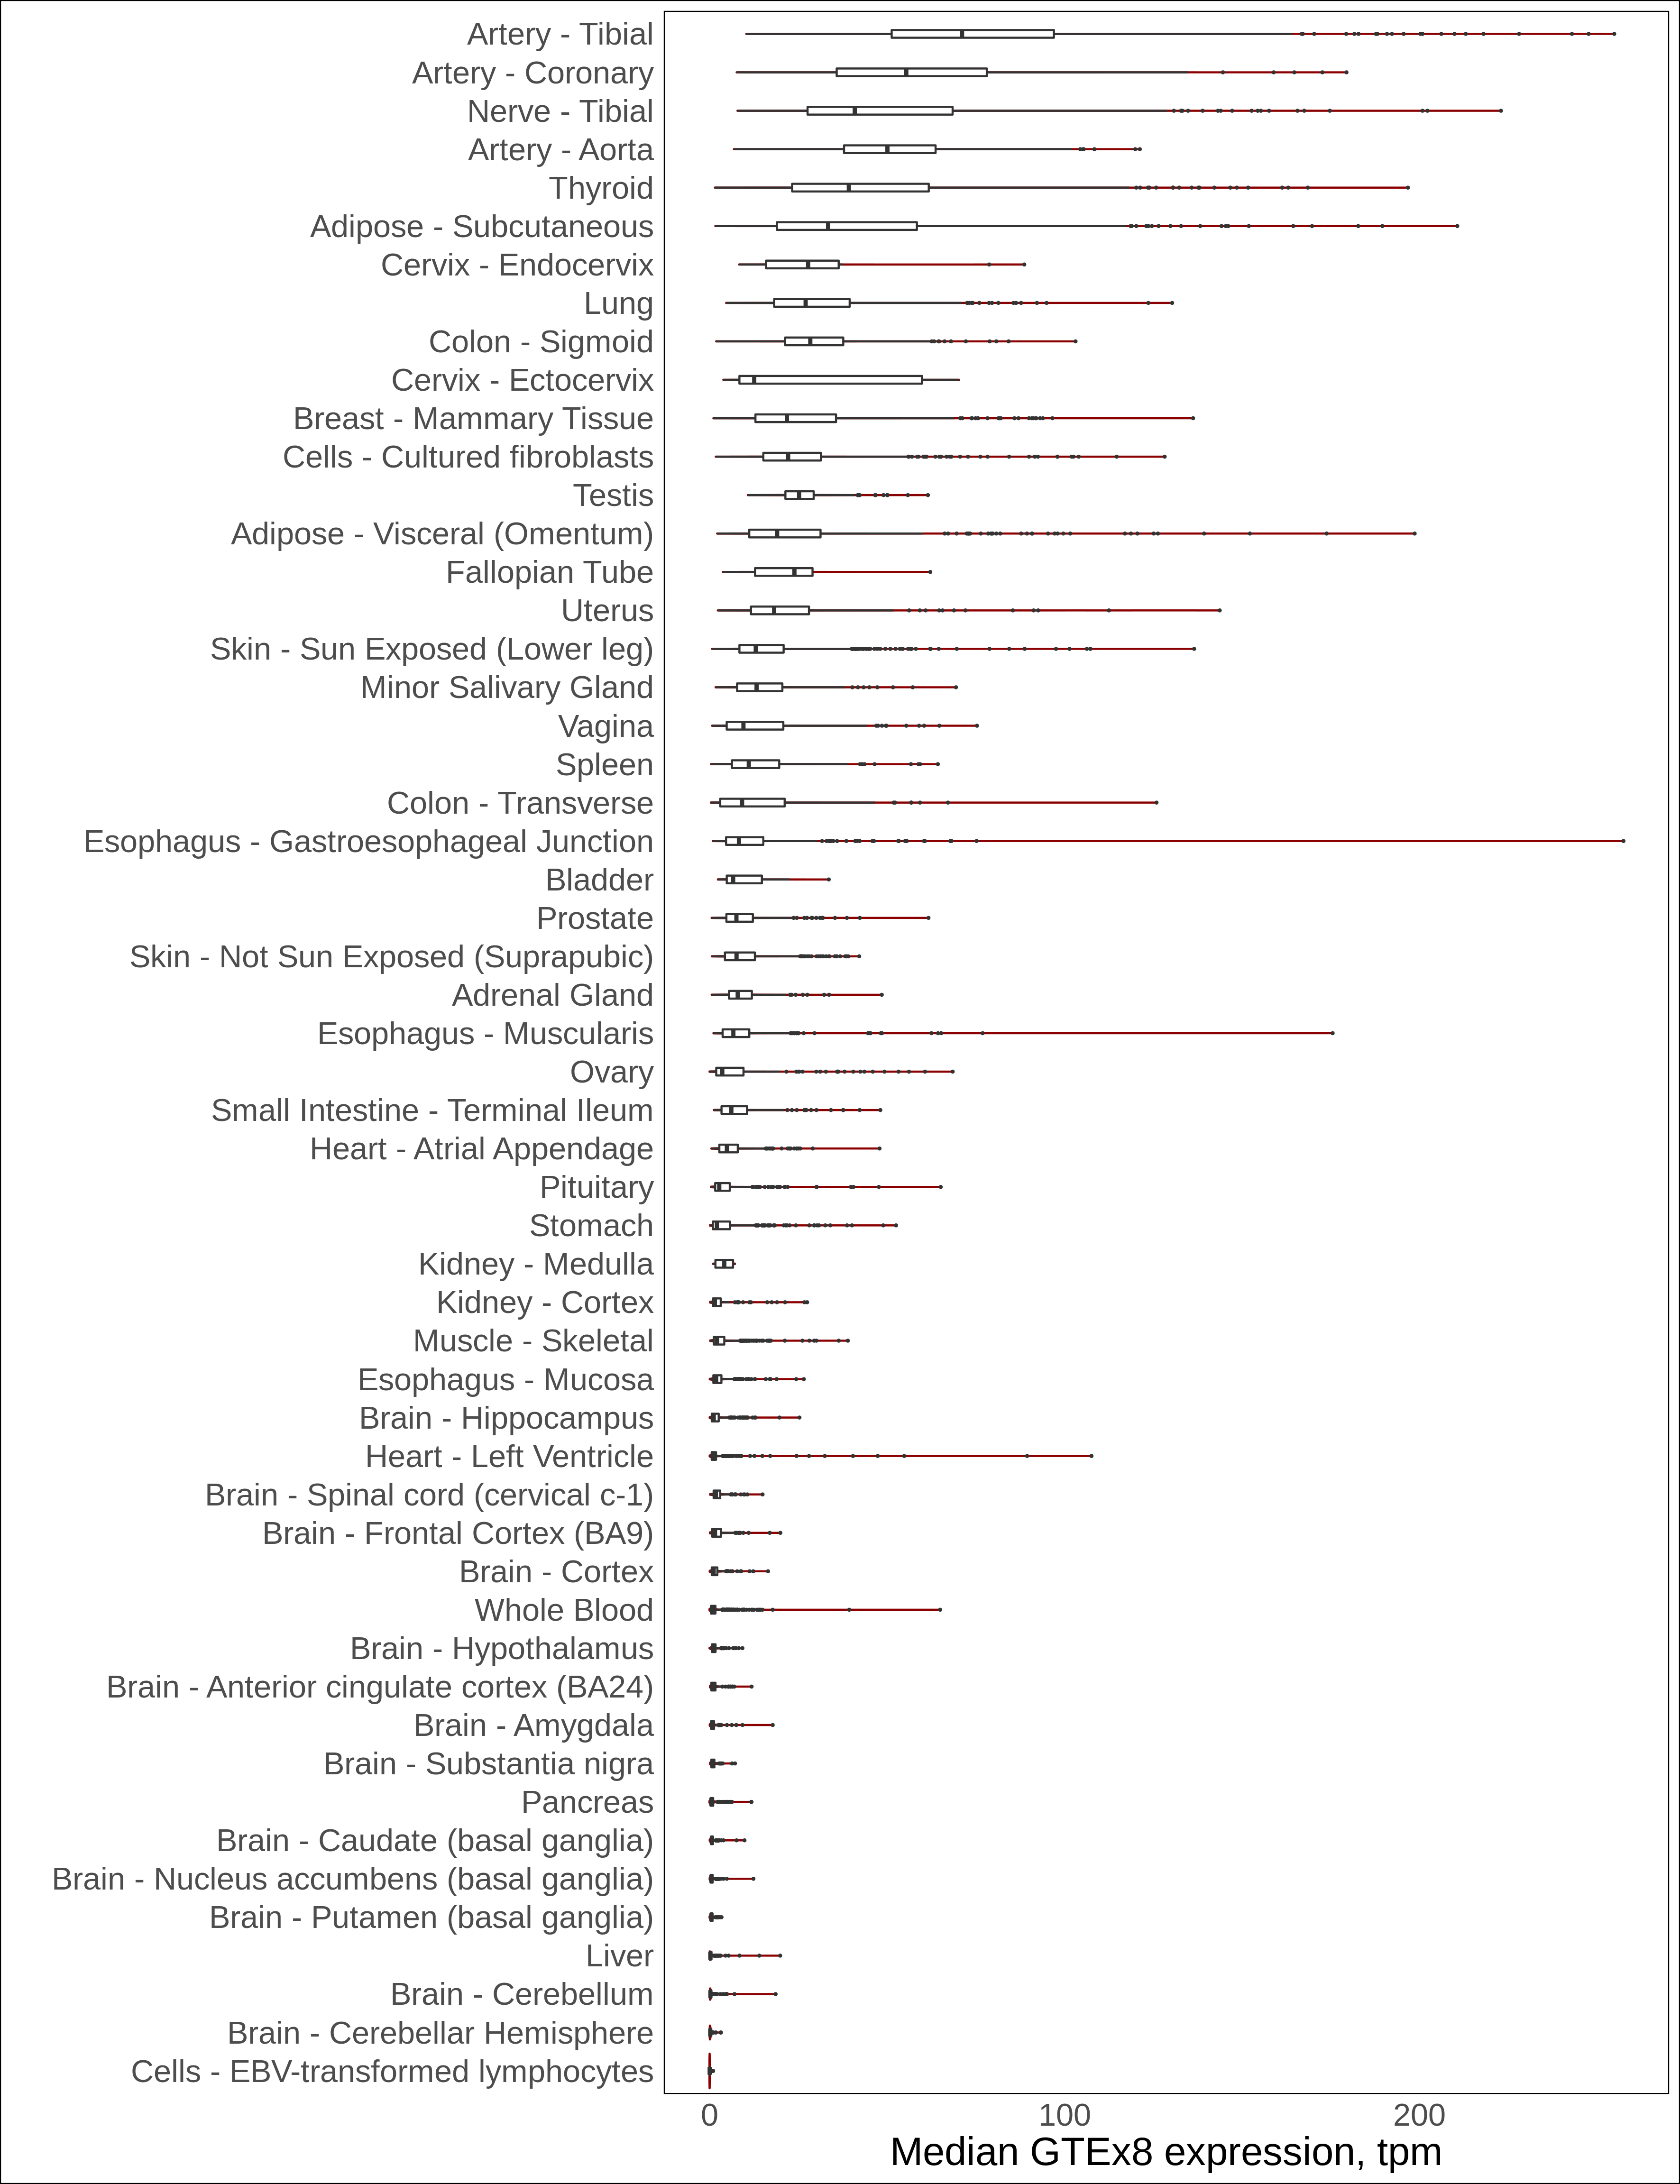 Artery - Tibial
Artery - Coronary
Nerve - Tibial
Artery - Aorta
Thyroid
Adipose - Subcutaneous
Cervix - Endocervix
Lung
Colon - Sigmoid
Cervix - Ectocervix
Breast - Mammary Tissue
Cells - Cultured fibroblasts
Testis
Adipose - Visceral (Omentum)
Fallopian Tube
Uterus
Skin - Sun Exposed (Lower leg)
Minor Salivary Gland
Vagina
Spleen
Colon - Transverse
Esophagus - Gastroesophageal Junction
Bladder
Prostate
Skin - Not Sun Exposed (Suprapubic)
Adrenal Gland
Esophagus - Muscularis
Ovary
Small Intestine - Terminal Ileum
Heart - Atrial Appendage
Pituitary
Stomach
Kidney - Medulla
Kidney - Cortex
Muscle - Skeletal
Esophagus - Mucosa
Brain - Hippocampus
Heart - Left Ventricle
Brain - Spinal cord (cervical c-1)
Brain - Frontal Cortex (BA9)
Brain - Cortex
Whole Blood
Brain - Hypothalamus
Brain - Anterior cingulate cortex (BA24)
Brain - Amygdala
Brain - Substantia nigra
Pancreas
Brain - Caudate (basal ganglia)
Brain - Nucleus accumbens (basal ganglia)
Brain - Putamen (basal ganglia)
Liver
Brain - Cerebellum
Brain - Cerebellar Hemisphere
Cells - EBV-transformed lymphocytes
0 100 200
Median GTEx8 expression, tpm